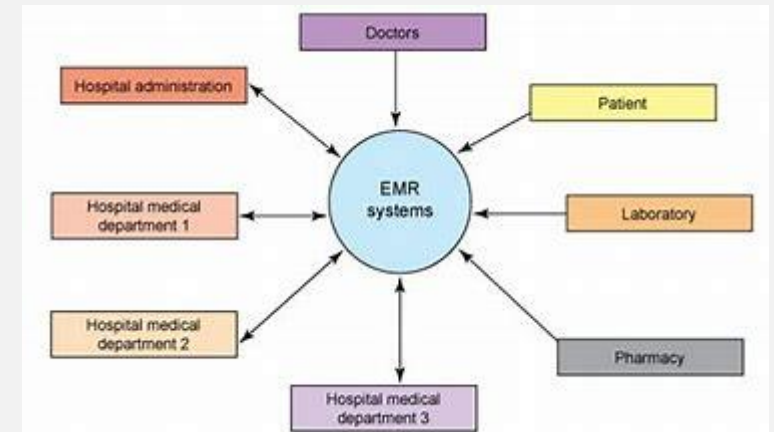 Doctors
Hospital administration
Patient
EMR
systems
Hospital medical
department 1
Laboratory
Hospital medical
department 2
Pharmacy
Hospital medical
department 3